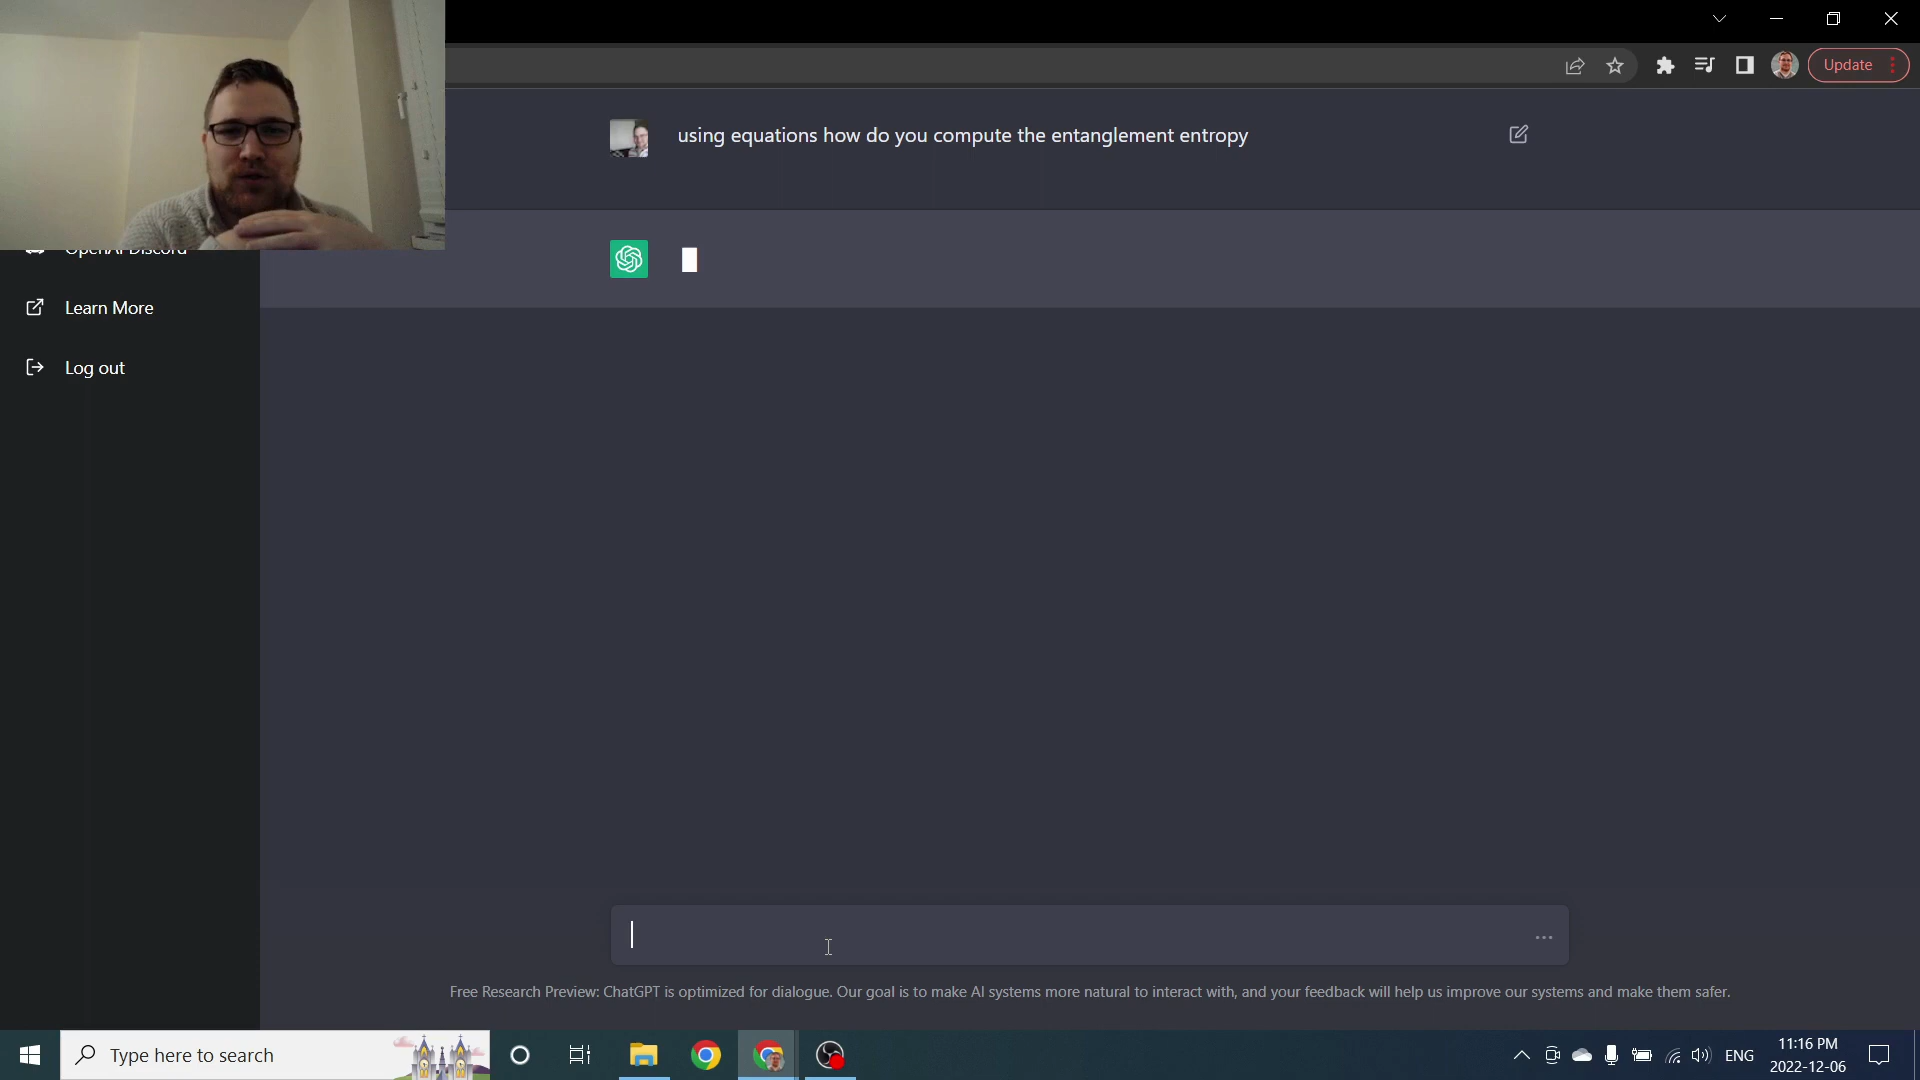 Update
using equations how do you compute the entanglement entropy
OpenAI Discord
Learn More
Log out
Free Research Preview: ChatGPT is optimized for dialogue. Our goal is to make AI systems more natural to interact with, and your feedback will help us improve our systems and make them safer.
Type here to search
ENG
11:16 PM
2022-12-06